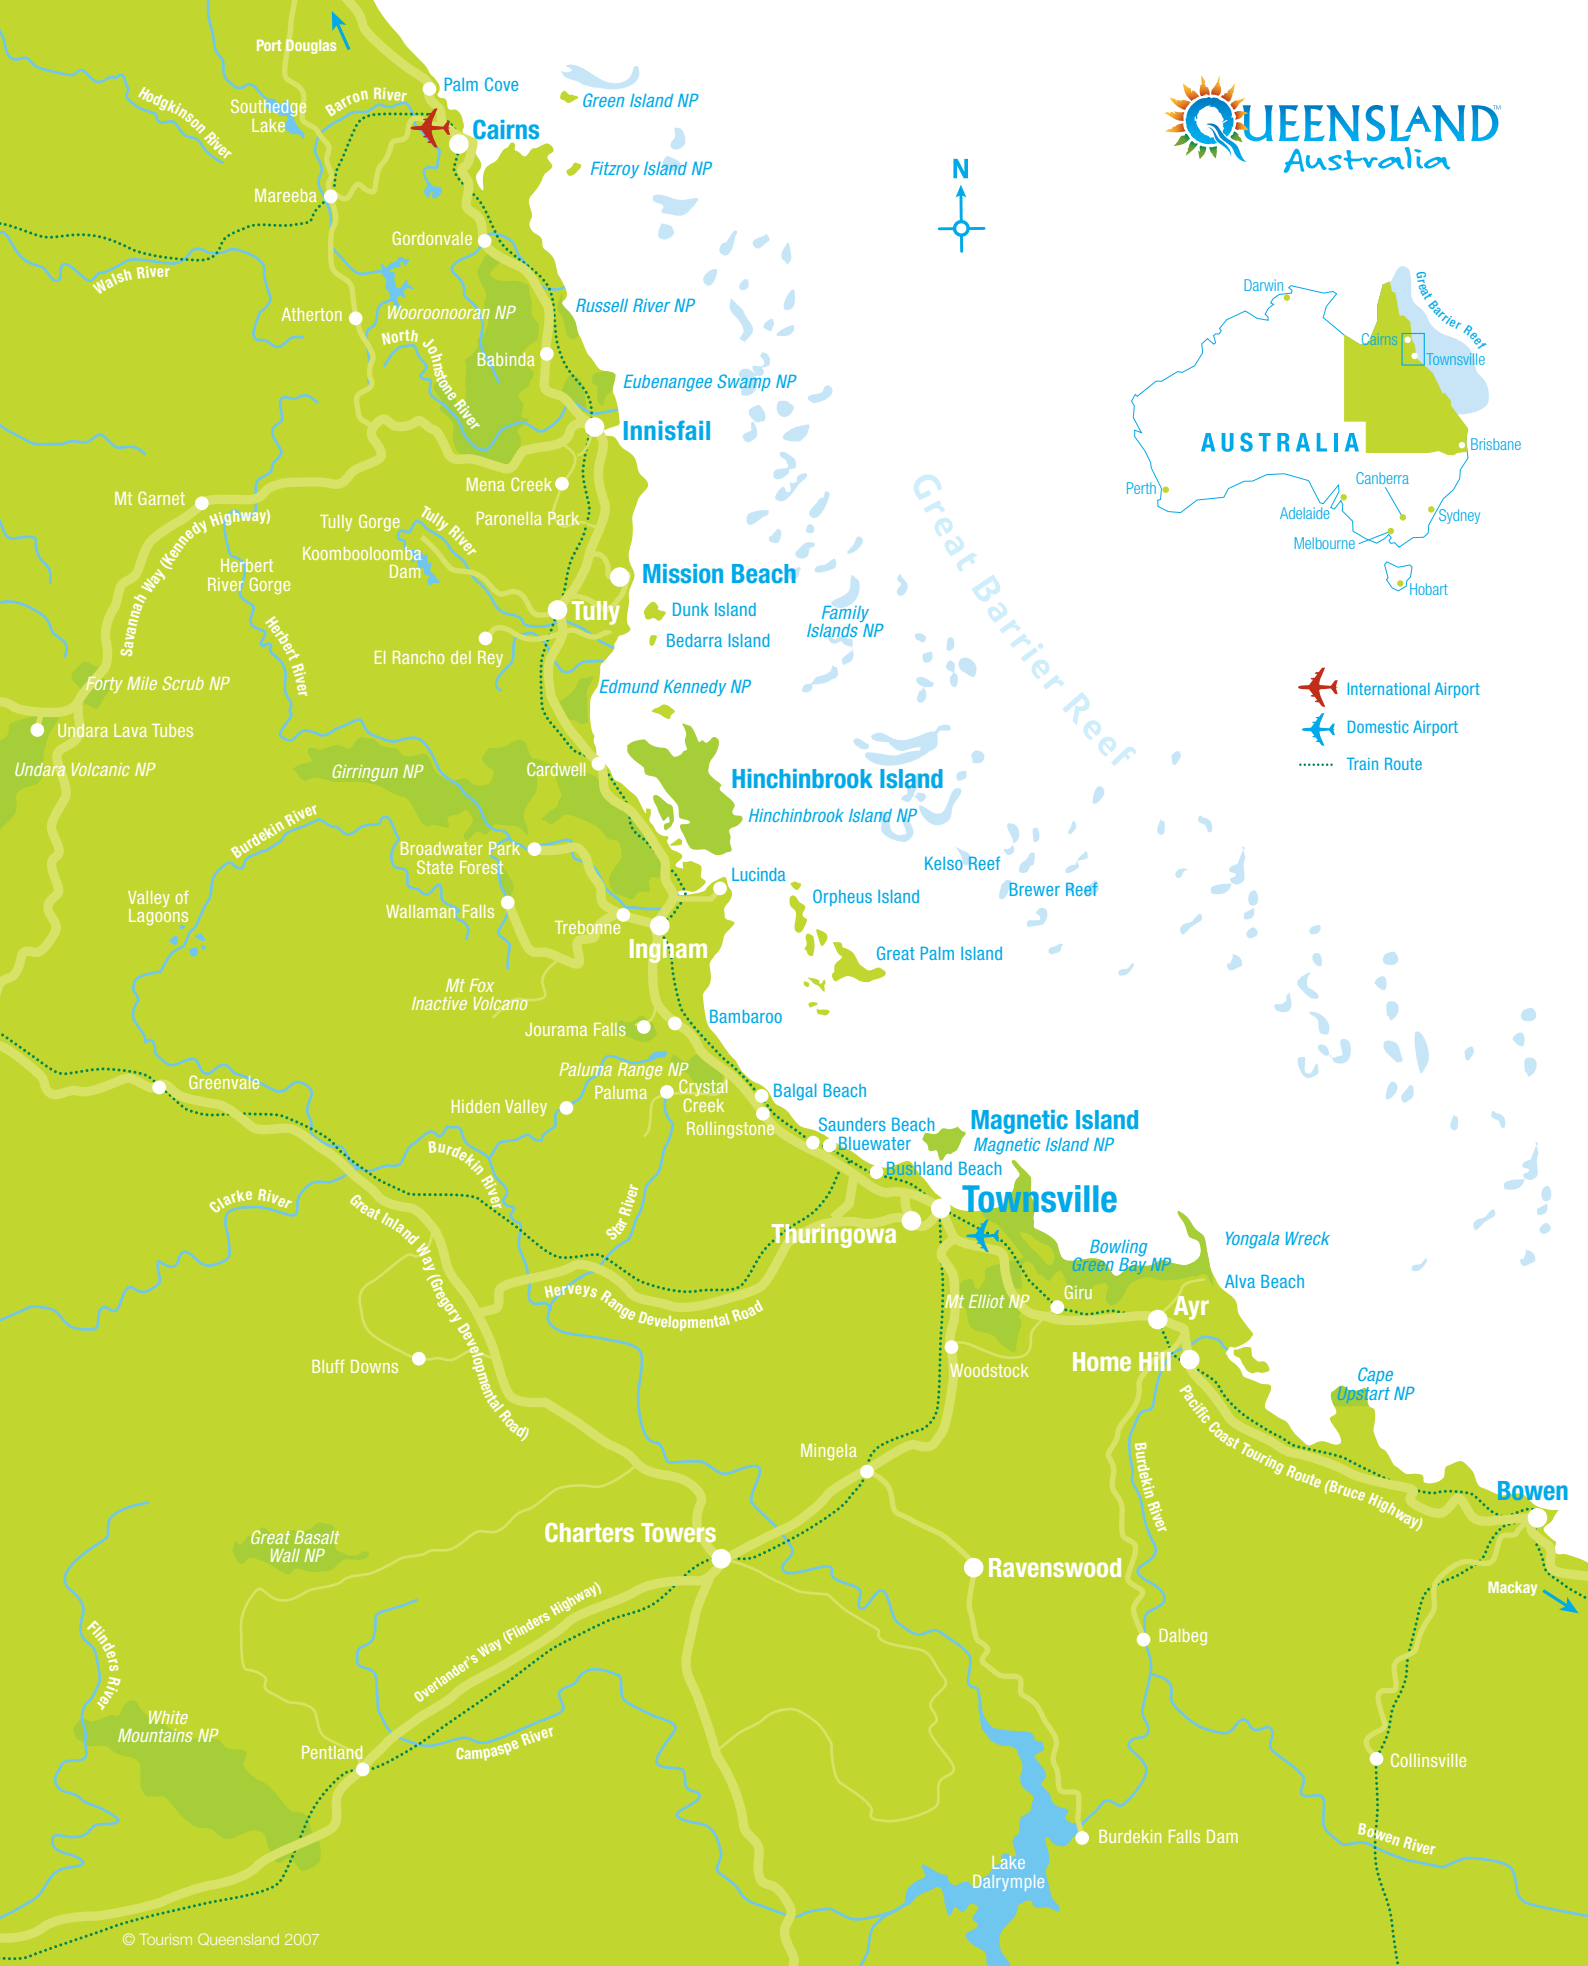 Port Douglas
Palm Cove
Green Island NP
QUEENSLAND
Australia
™
Hodgkinson River
Southedge
Lake
Barron River
Cairns
Fitzroy Island NP
N
Mareeba
Gordonvale
Walsh River
Atherton
Wooroonooran NP
Russell River NP
North Johnstone River
Babinda
Eubenangee Swamp NP
Innisfail
Darwin
Great Barrier Reef
Cairns
Townsville
AUSTRALIA
Brisbane
Perth
Canberra
Adelaide
Sydney
Melbourne
Hobart
Mt Garnet
Mena Creek
Savannah Way (Kennedy Highway)
Tully Gorge
Tully River
Paronella Park
Koombooloomba
Dam
Herbert
River Gorge
Great Barrier Reef
Mission Beach
Tully
Dunk Island
Family
Islands NP
Bedarra Island
Herbert River
El Rancho del Rey
Forty Mile Scrub NP
Edmund Kennedy NP
International Airport
Domestic Airport
Train Route
Undara Lava Tubes
Undara Volcanic NP
Girringun NP
Cardwell
Hinchinbrook Island
Hinchinbrook Island NP
Burdekin River
Broadwater Park
State Forest
Kelso Reef
Lucinda
Brewer Reef
Orpheus Island
Valley of
Lagoons
Wallaman Falls
Trebonne
Ingham
Great Palm Island
Mt Fox
Inactive Volcano
Jourama Falls
Bambaroo
Paluma Range NP
Greenvale
Paluma
Crystal
Creek
Balgal Beach
Hidden Valley
Rollingstone
Saunders Beach
Bluewater
Magnetic Island
Magnetic Island NP
Burdekin River
Bushland Beach
Clarke River
Great Inland Way (Gregory Developmental Road)
Star River
Townsville
Thuringowa
Bowling
Green Bay NP
Yongala Wreck
Alva Beach
Herveys Range Developmental Road
Mt Elliot NP
Giru
Ayr
Bluff Downs
Woodstock
Home Hill
Cape
Upstart NP
Pacific Coast Touring Route (Bruce Highway)
Mingela
Burdekin River
Bowen
Great Basalt
Wall NP
Charters Towers
Ravenswood
Mackay
Overlander's Way (Flinders Highway)
Flinders River
Dalbeg
White
Mountains NP
Pentland
Campaspe River
Collinsville
Burdekin Falls Dam
Bowen River
Lake
Dalrymple
© Tourism Queensland 2007